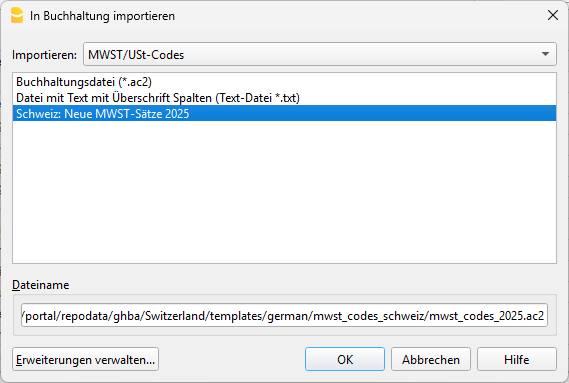 In Buchhaltung importieren
Importieren: MWST/USt-Codes
Buchhaltungsdatei (*.ac2)
Datei mit Text mit Überschrift Spalten (Text-Datei *.txt)
Schweiz: Neue MWST-Sätze 2025
Dateiname
/portal/repodata/ghba/Switzerland/templates/german/mwst_codes_schweiz/mwst_codes_2025.ac2
Erweiterungen verwalten... OK Abbrechen Hilfe